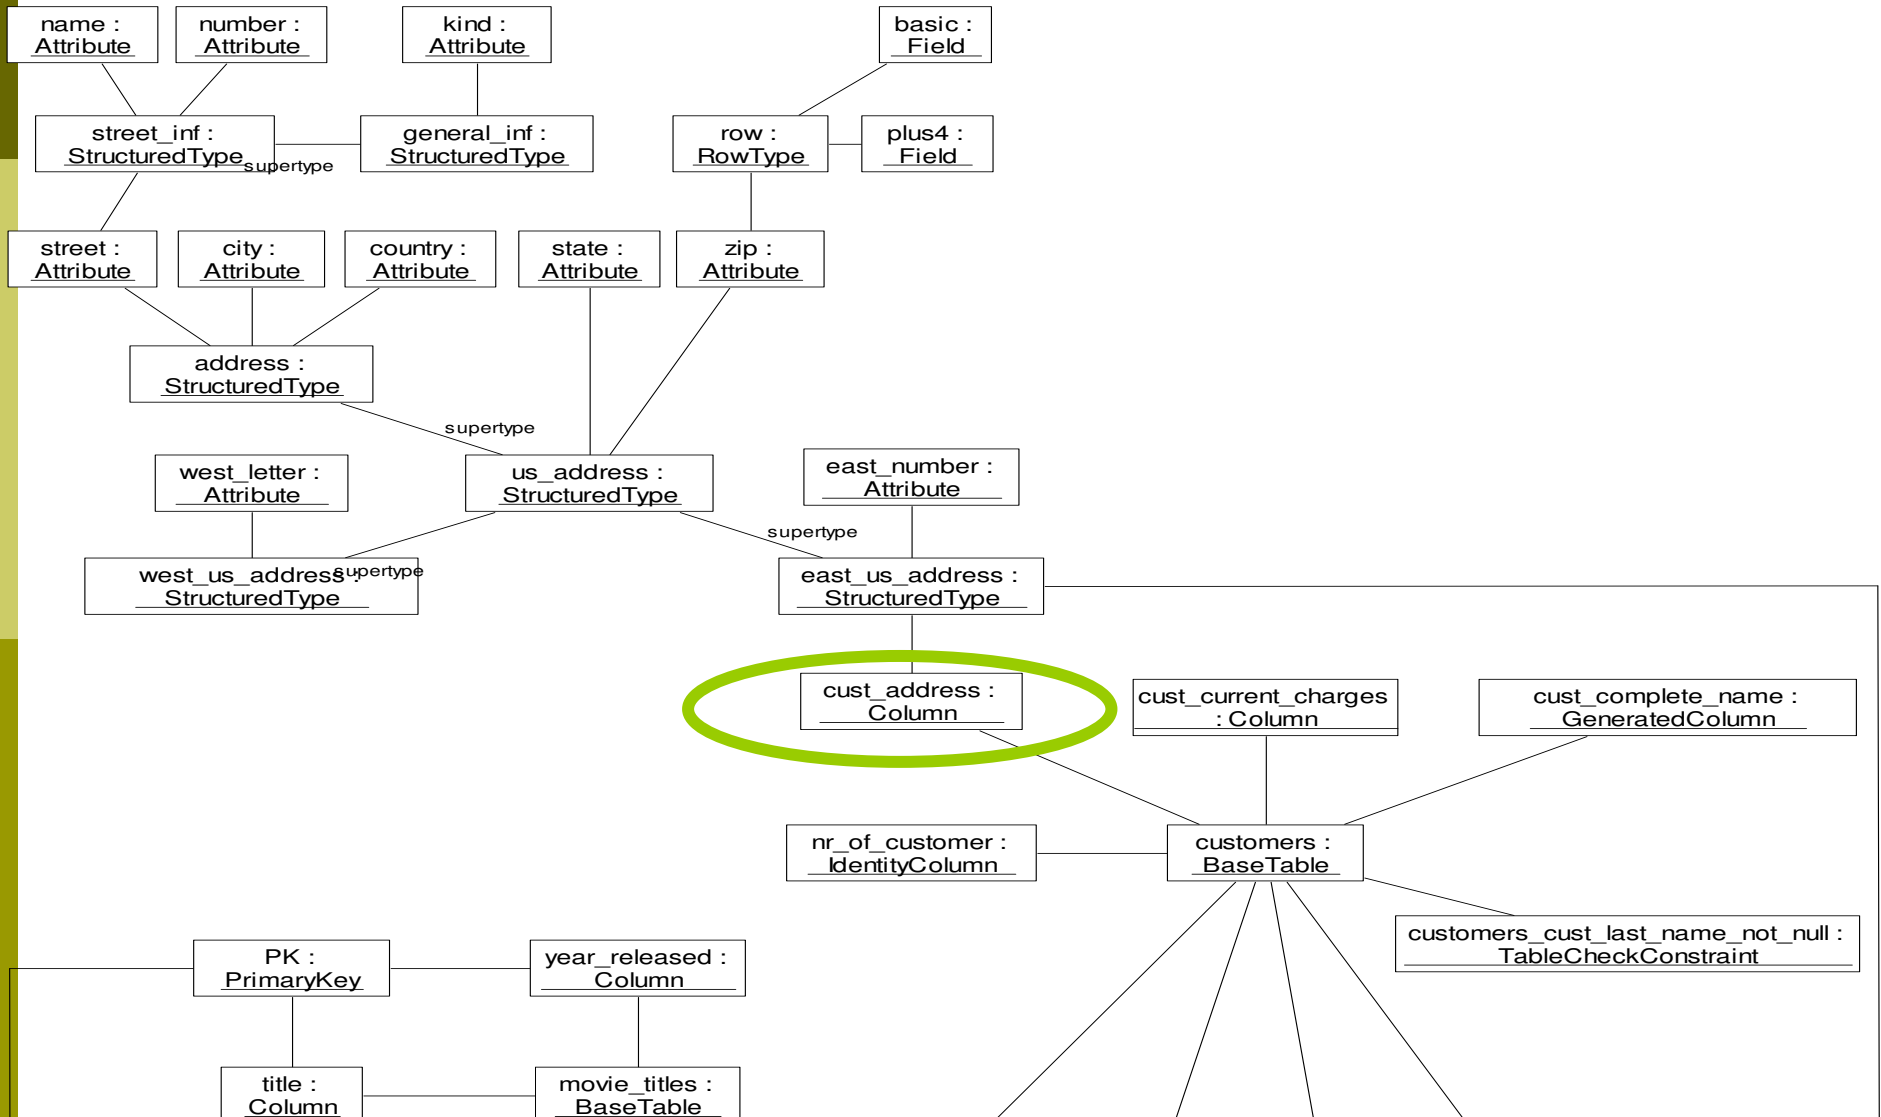 name :
Attribute
number :
Attribute
kind :
Attribute
basic :
Field
street_inf :
StructuredType
supertype
general_inf :
StructuredType
row :
RowType
plus4 :
Field
street :
Attribute
city :
Attribute
country :
Attribute
state :
Attribute
zip :
Attribute
address :
StructuredType
supertype
west_letter :
Attribute
us_address :
StructuredType
east_number :
Attribute
supertype
west_us_address :
StructuredType
supertype
east_us_address :
StructuredType
cust_address :
Column
cust_current_charges
: Column
cust_complete_name :
GeneratedColumn
nr_of_customer :
IdentityColumn
customers :
BaseTable
customers_cust_last_name_not_null :
TableCheckConstraint
PK :
PrimaryKey
year_released :
Column
title :
Column
movie_titles :
BaseTable